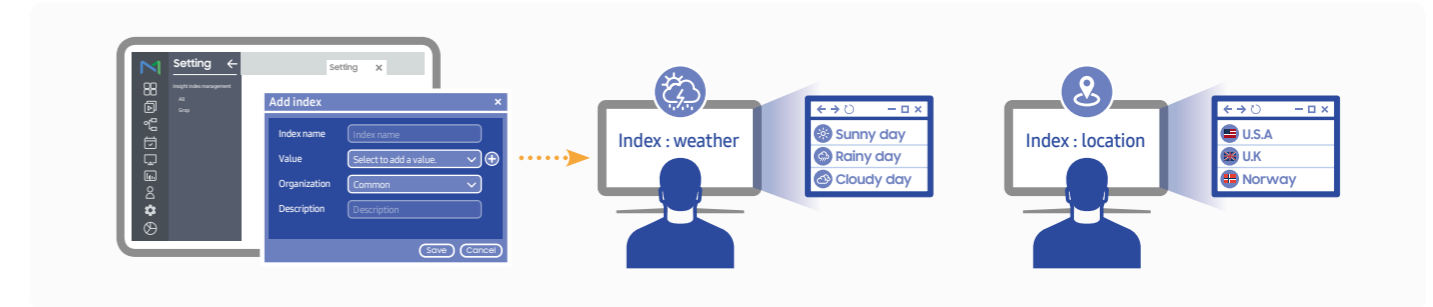 Setting
Setting
Insight index management
All
Grop
Add index
Index name
Index name
Value
Select to add a value.
Organization
Common
Description
Description
Save
Cancel
Index : weather
Sunny day
Rainy day
Cloudy day
Index : location
U.S.A
U.K
Norway